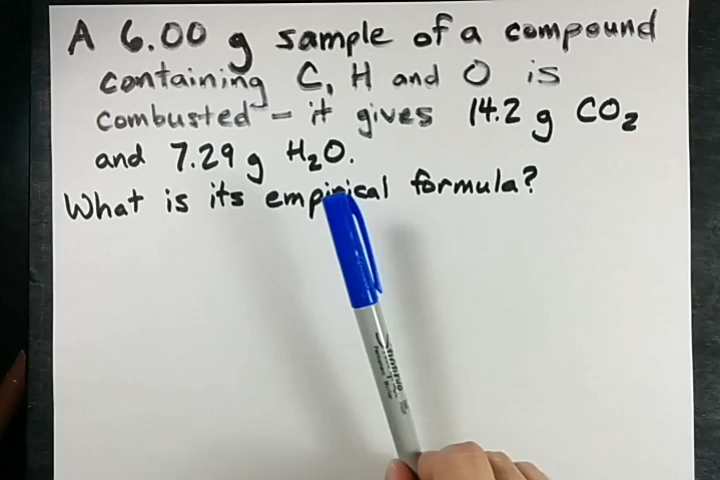 A 6.00 g sample of a compound
containing C, H and O is
combusted - it gives 14.2 g CO₂
and 7.29 g H₂O.
What is its empirical formula?
SHARPIE